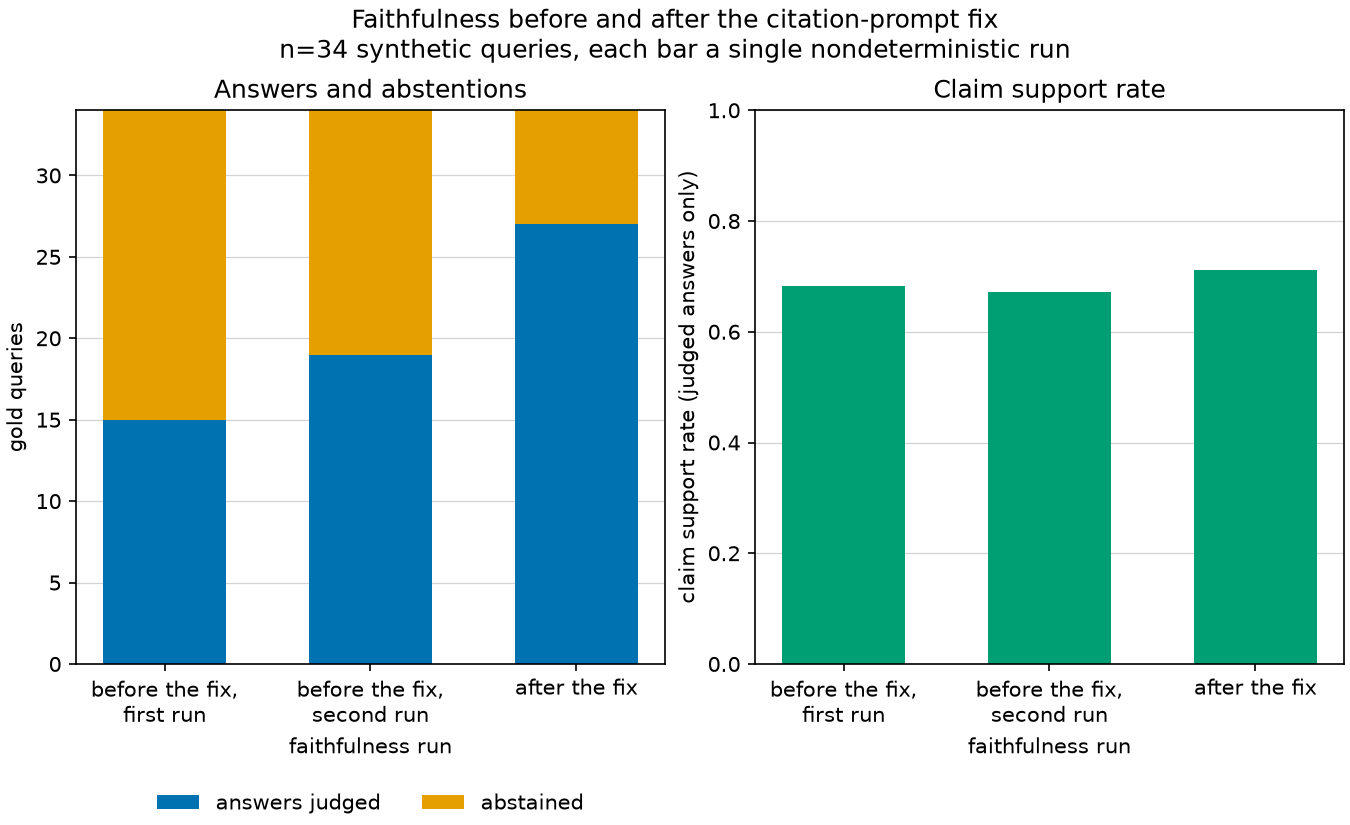 Faithfulness before and after the citation-prompt fix
n=34 synthetic queries, each bar a single nondeterministic run
Answers and abstentions
gold queries
30
25
20
15
10
5
0
before the fix,
first run
before the fix,
second run
after the fix
faithfulness run
answers judged
abstained
Claim support rate
claim support rate (judged answers only)
1.0
0.8
0.6
0.4
0.2
0.0
before the fix,
first run
before the fix,
second run
after the fix
faithfulness run